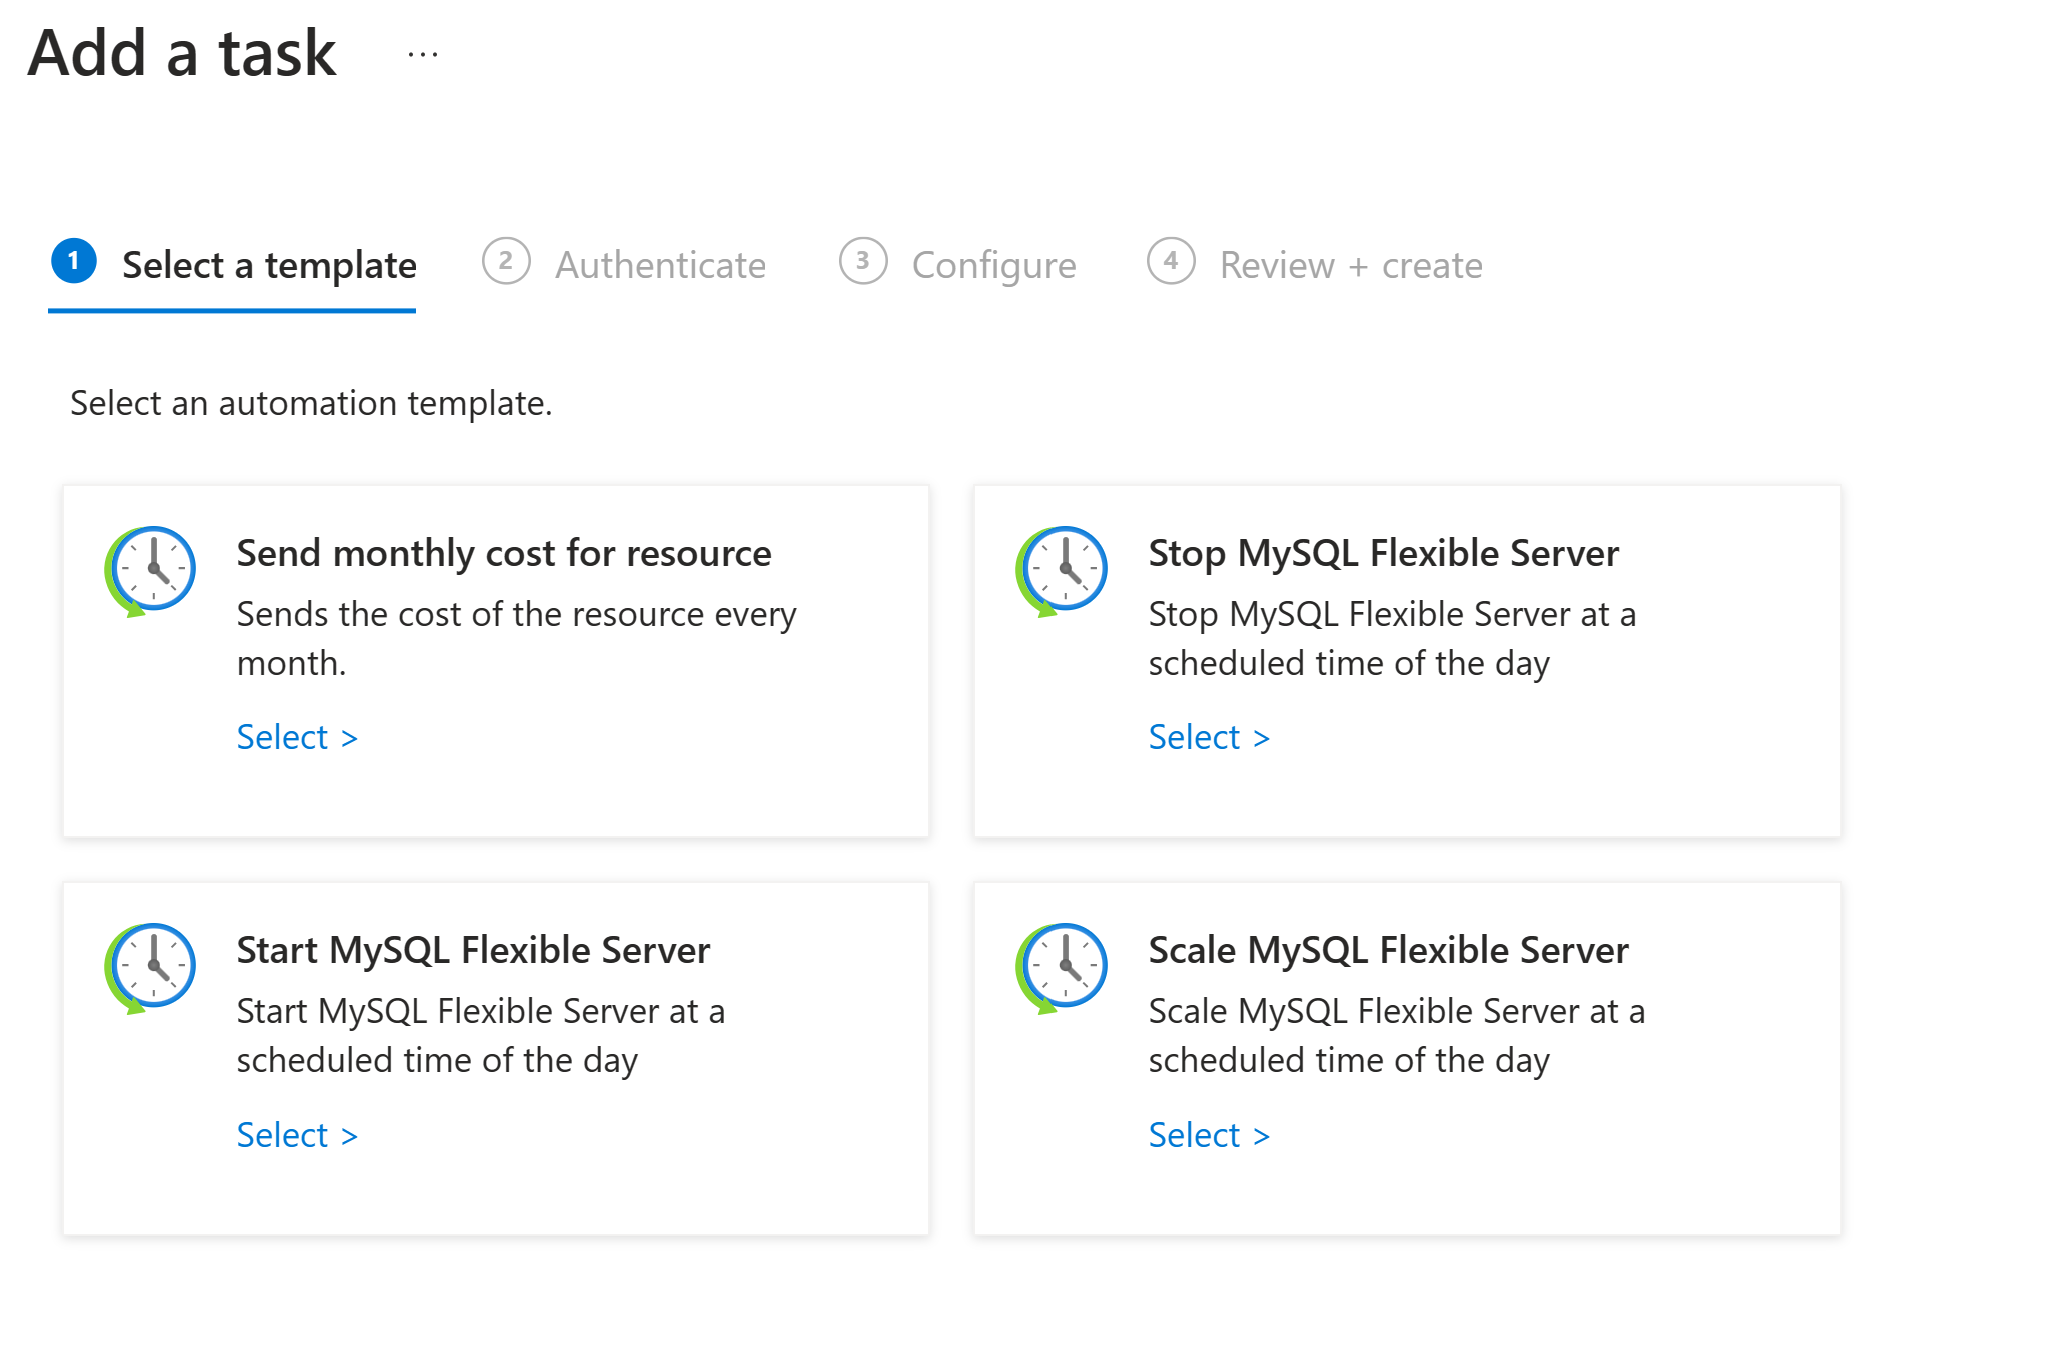 Add a task ...
1 Select a template 2 Authenticate 3 Configure 4 Review + create
Select an automation template.
Send monthly cost for resource
Sends the cost of the resource every
month.
Select >
Stop MySQL Flexible Server
Stop MySQL Flexible Server at a
scheduled time of the day
Select >
Start MySQL Flexible Server
Start MySQL Flexible Server at a
scheduled time of the day
Select >
Scale MySQL Flexible Server
Scale MySQL Flexible Server at a
scheduled time of the day
Select >